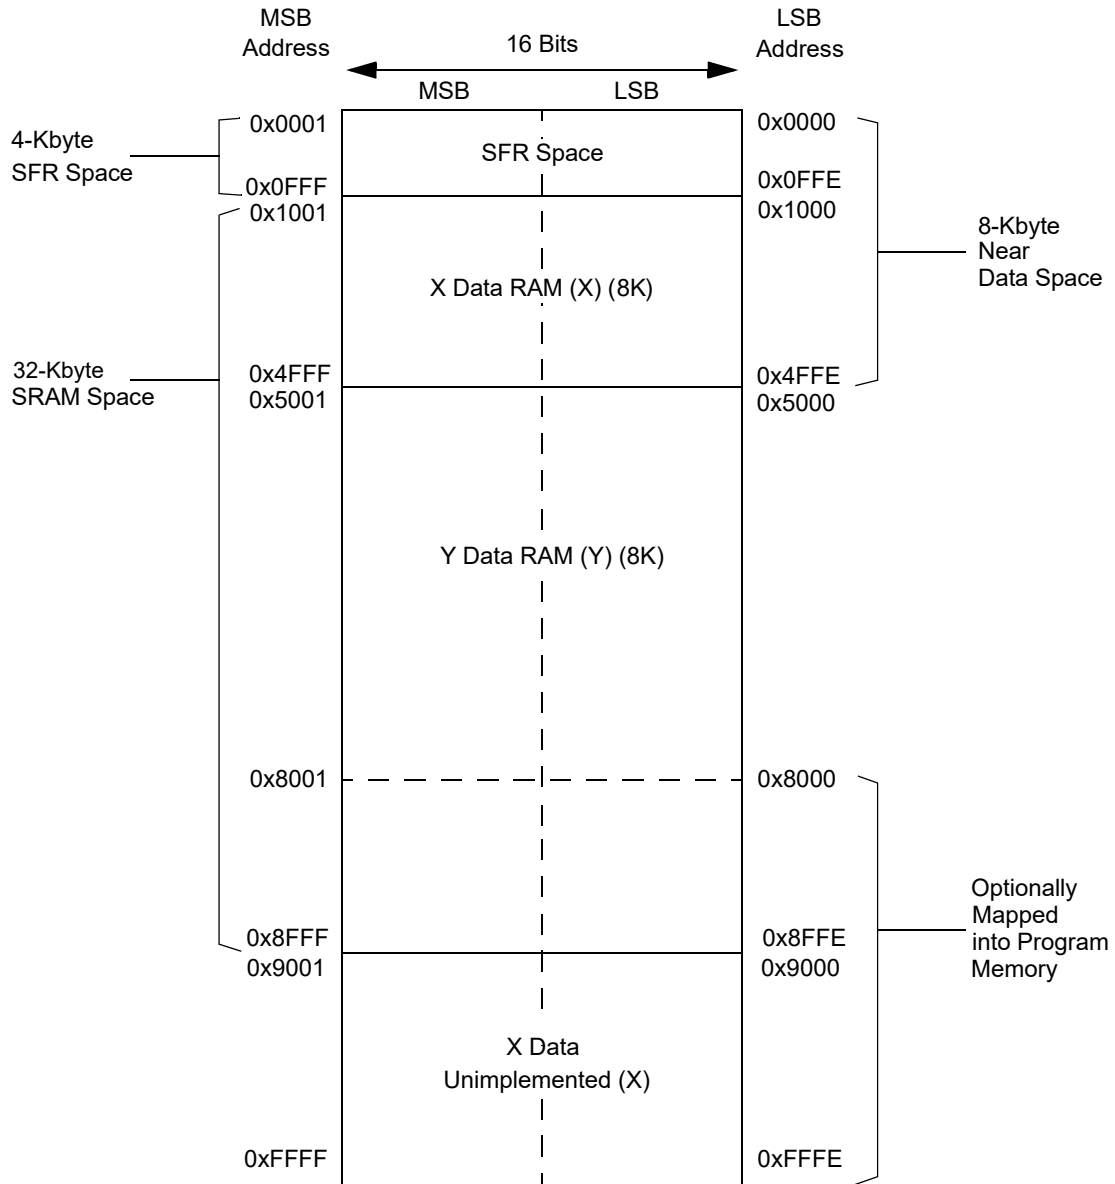 MSB
Address
16 Bits
LSB
Address
MSB
LSB
0x0001
0x0000
4-Kbyte
SFR Space
SFR Space
0x0FFF
0x0FFE
0x1001
0x1000
8-Kbyte
Near
Data Space
X Data RAM (X) (8K)
32-Kbyte
SRAM Space
0x4FFF
0x4FFE
0x5001
0x5000
Y Data RAM (Y) (8K)
0x8001
0x8000
Optionally
Mapped
into Program
Memory
0x8FFF
0x8FFE
0x9001
0x9000
X Data
Unimplemented (X)
0xFFFF
0xFFFE